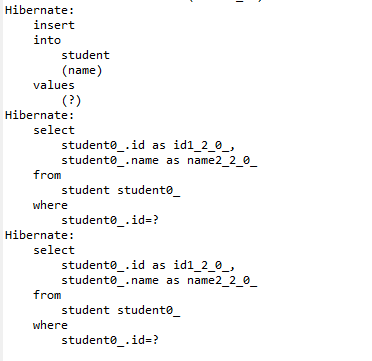 Hibernate:
    insert
    into
        student
        (name)
    values
        (?)
Hibernate:
    select
        student0_.id as id1_2_0_,
        student0_.name as name2_2_0_
    from
        student student0_
    where
        student0_.id=?
Hibernate:
    select
        student0_.id as id1_2_0_,
        student0_.name as name2_2_0_
    from
        student student0_
    where
        student0_.id=?